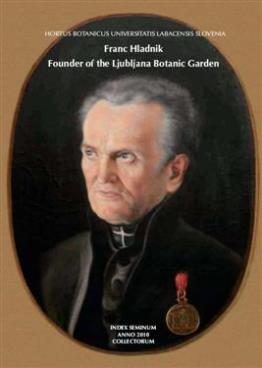 HORTUS BOTANICUS UNIVERSITATIS LABACENSIS SLOVENIA
Franc Hladnik
Founder of the Ljubljana Botanic Garden
INDEX SEMINUM
ANNO 2010
COLLECTORUM